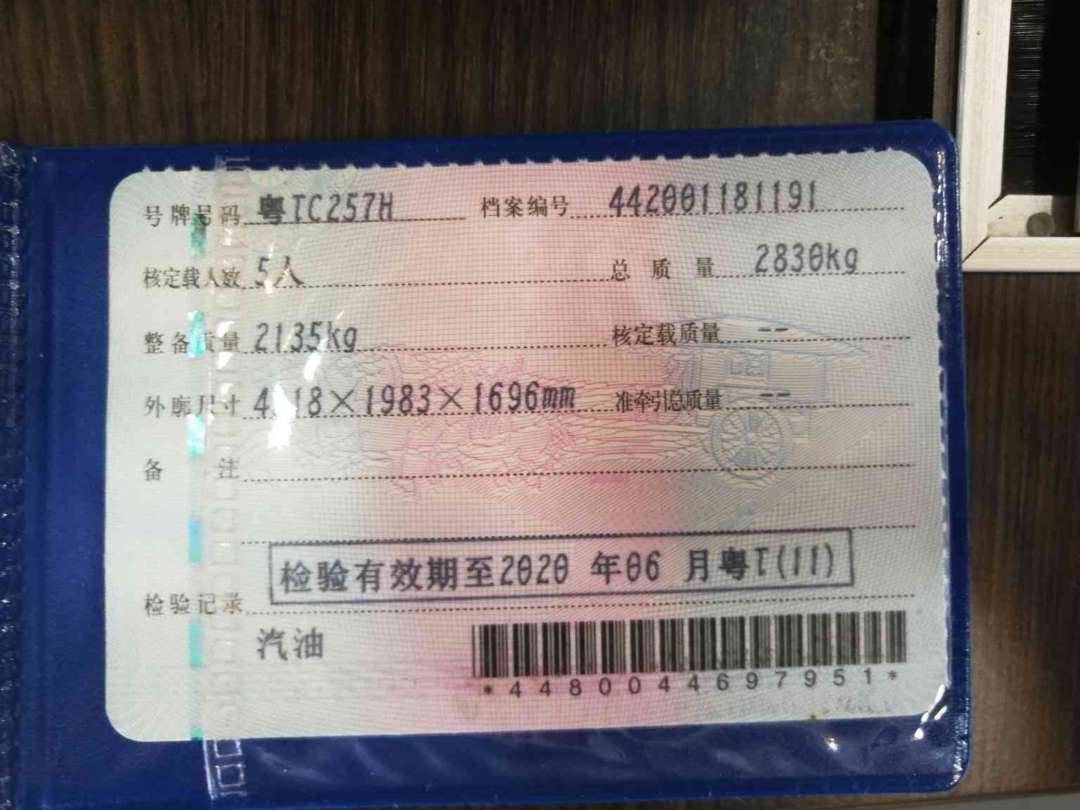 号牌号码 粤TC257H 档案编号 442001181191
核定载人数 5人 总质量 2830kg
整备质量 2135kg 核定载质量 --
外廓尺寸 ×1983×1696mm 准牵引总质量 --
备注
检验有效期至2020 年06 月粤T(11)
检验记录
汽油
*4480044697951*